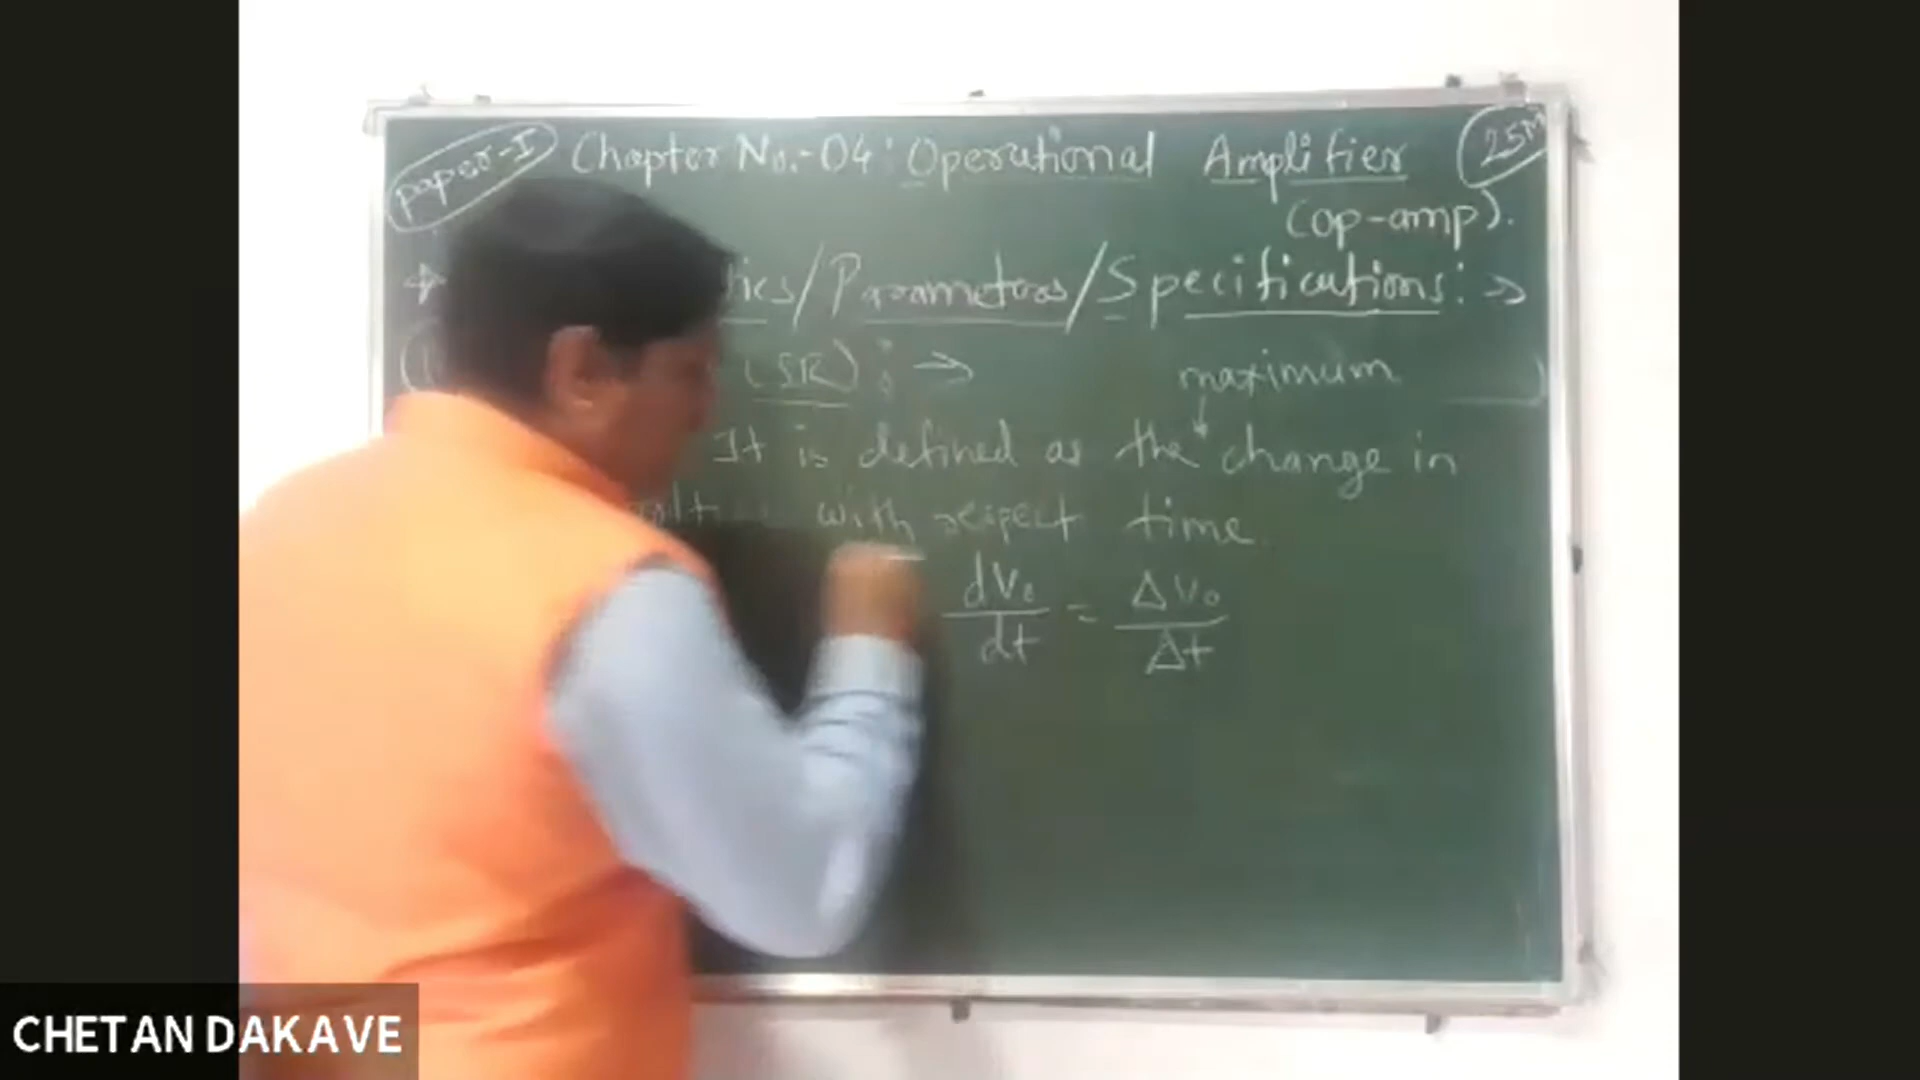 paper-I Chapter No.-04: Operational Amplifier 25M
(op-amp).
/Parameters/Specifications: →
(SR): → maximum
It is defined as the change in
with respect time.
dVo/dt = ΔVo/Δt
CHETAN DAKAVE